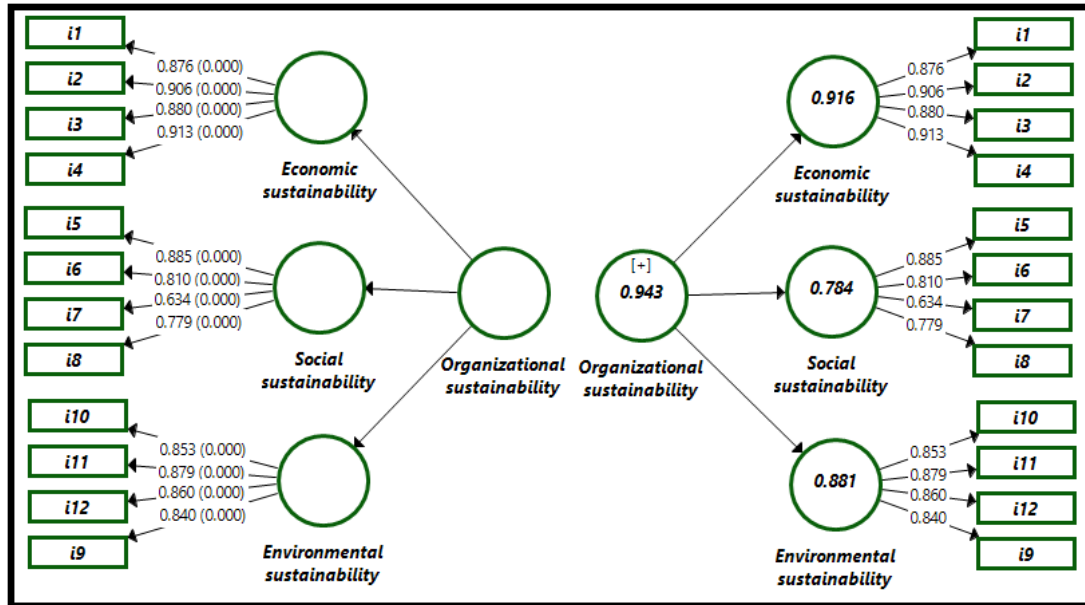 i1
i2
i3
i4
0.876 (0.000)
0.906 (0.000)
0.880 (0.000)
0.913 (0.000)
Economic
sustainability
i5
i6
i7
i8
0.885 (0.000)
0.810 (0.000)
0.634 (0.000)
0.779 (0.000)
Social
sustainability
Organizational
sustainability
i10
i11
i12
i9
0.853 (0.000)
0.879 (0.000)
0.860 (0.000)
0.840 (0.000)
Environmental
sustainability
[+]
0.943
Organizational
sustainability
0.916
Economic
sustainability
0.876
0.906
0.880
0.913
i1
i2
i3
i4
0.784
Social
sustainability
0.885
0.810
0.634
0.779
i5
i6
i7
i8
0.881
Environmental
sustainability
0.853
0.879
0.860
0.840
i10
i11
i12
i9